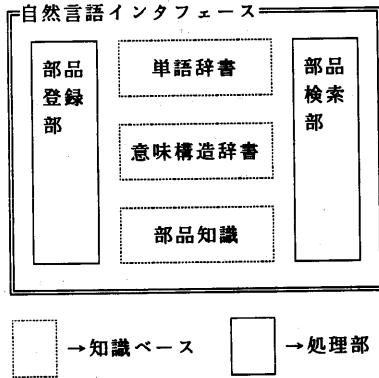 自然言語インタフェース
部品登録部
単語辞書
意味構造辞書
部品知識
部品検索部
→知識ベース
→処理部